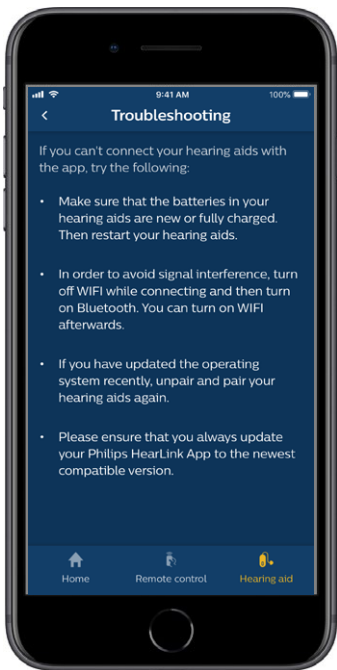 9:41 AM
100%
Troubleshooting
If you can't connect your hearing aids with
the app, try the following:
• Make sure that the batteries in your
hearing aids are new or fully charged.
Then restart your hearing aids.
• In order to avoid signal interference, turn
off WIFI while connecting and then turn
on Bluetooth. You can turn on WIFI
afterwards.
• If you have updated the operating
system recently, unpair and pair your
hearing aids again.
• Please ensure that you always update
your Philips HearLink App to the newest
compatible version.
Home
Remote control
Hearing aid